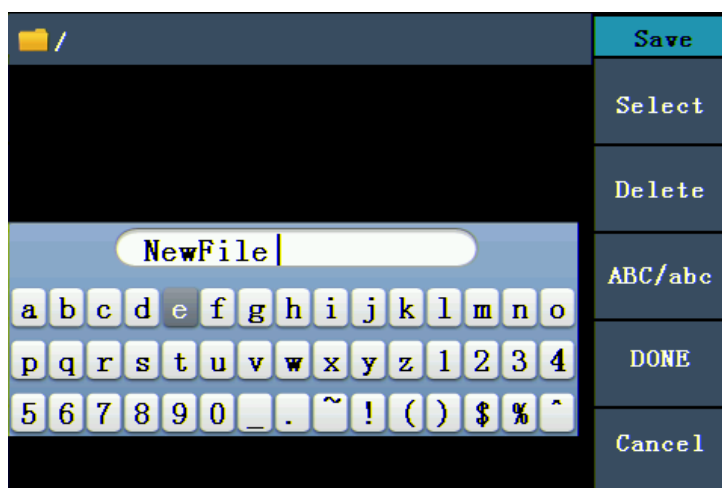 /
Save
Select
Delete
NewFile
ABC/abc
a b c d e f g h i j k l m n o
p q r s t u v w x y z 1 2 3 4
DONE
5 6 7 8 9 0 _ . ~ ! ( ) $ % ^
Cancel